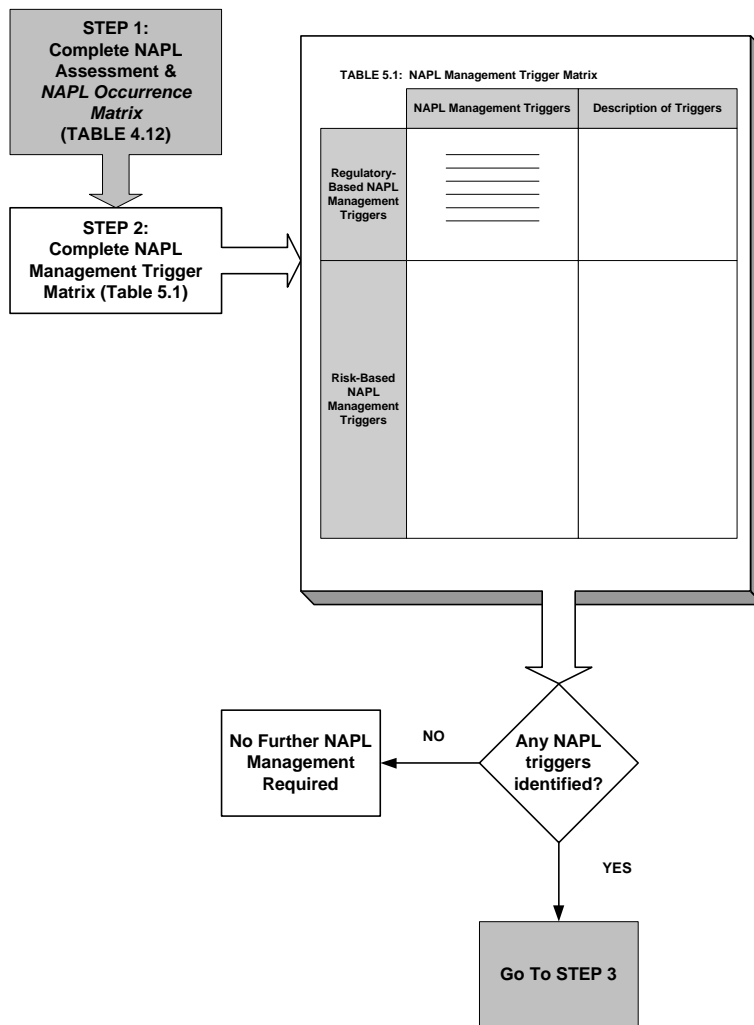 STEP 1:
Complete NAPL
Assessment &
NAPL Occurrence
Matrix
(TABLE 4.12)
STEP 2:
Complete NAPL
Management Trigger
Matrix (Table 5.1)
TABLE 5.1: NAPL Management Trigger Matrix
NAPL Management Triggers
Description of Triggers
Regulatory-
Based NAPL
Management
Triggers
Risk-Based
NAPL
Management
Triggers
Any NAPL
triggers
identified?
NO
No Further NAPL
Management
Required
YES
Go To STEP 3